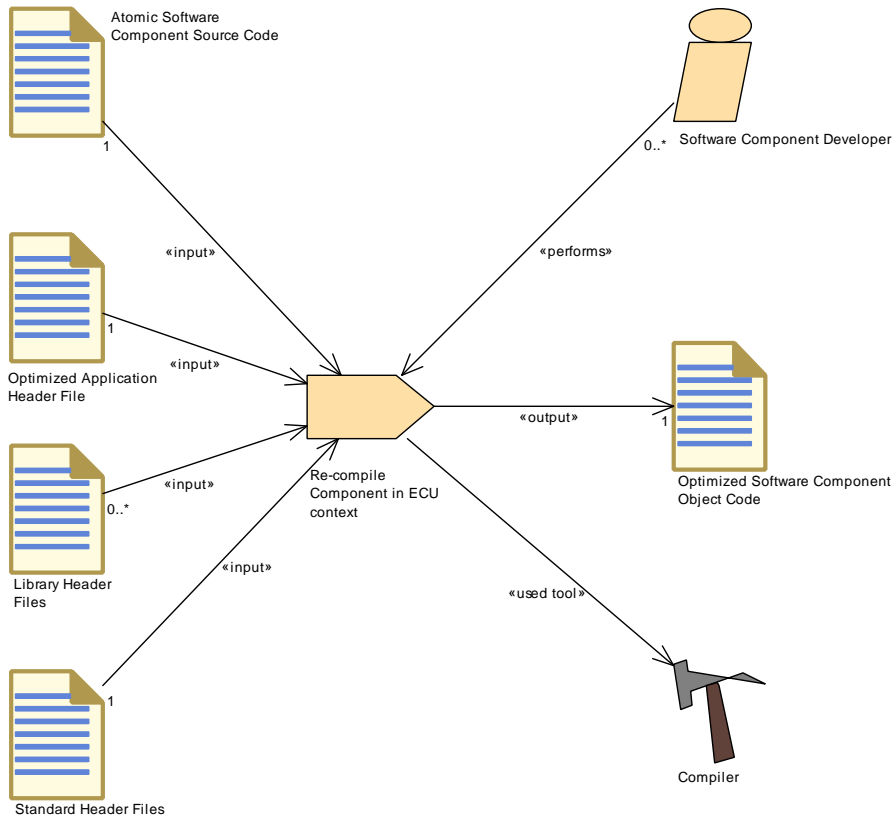 Atomic Software
Component Source Code
1
«input»
Software Component Developer
0..*
«performs»
Optimized Application
Header File
1
«input»
Re-compile
Component in ECU
context
«output»
1
Optimized Software Component
Object Code
Library Header
Files
0..*
«input»
«input»
«used tool»
Standard Header Files
1
Compiler